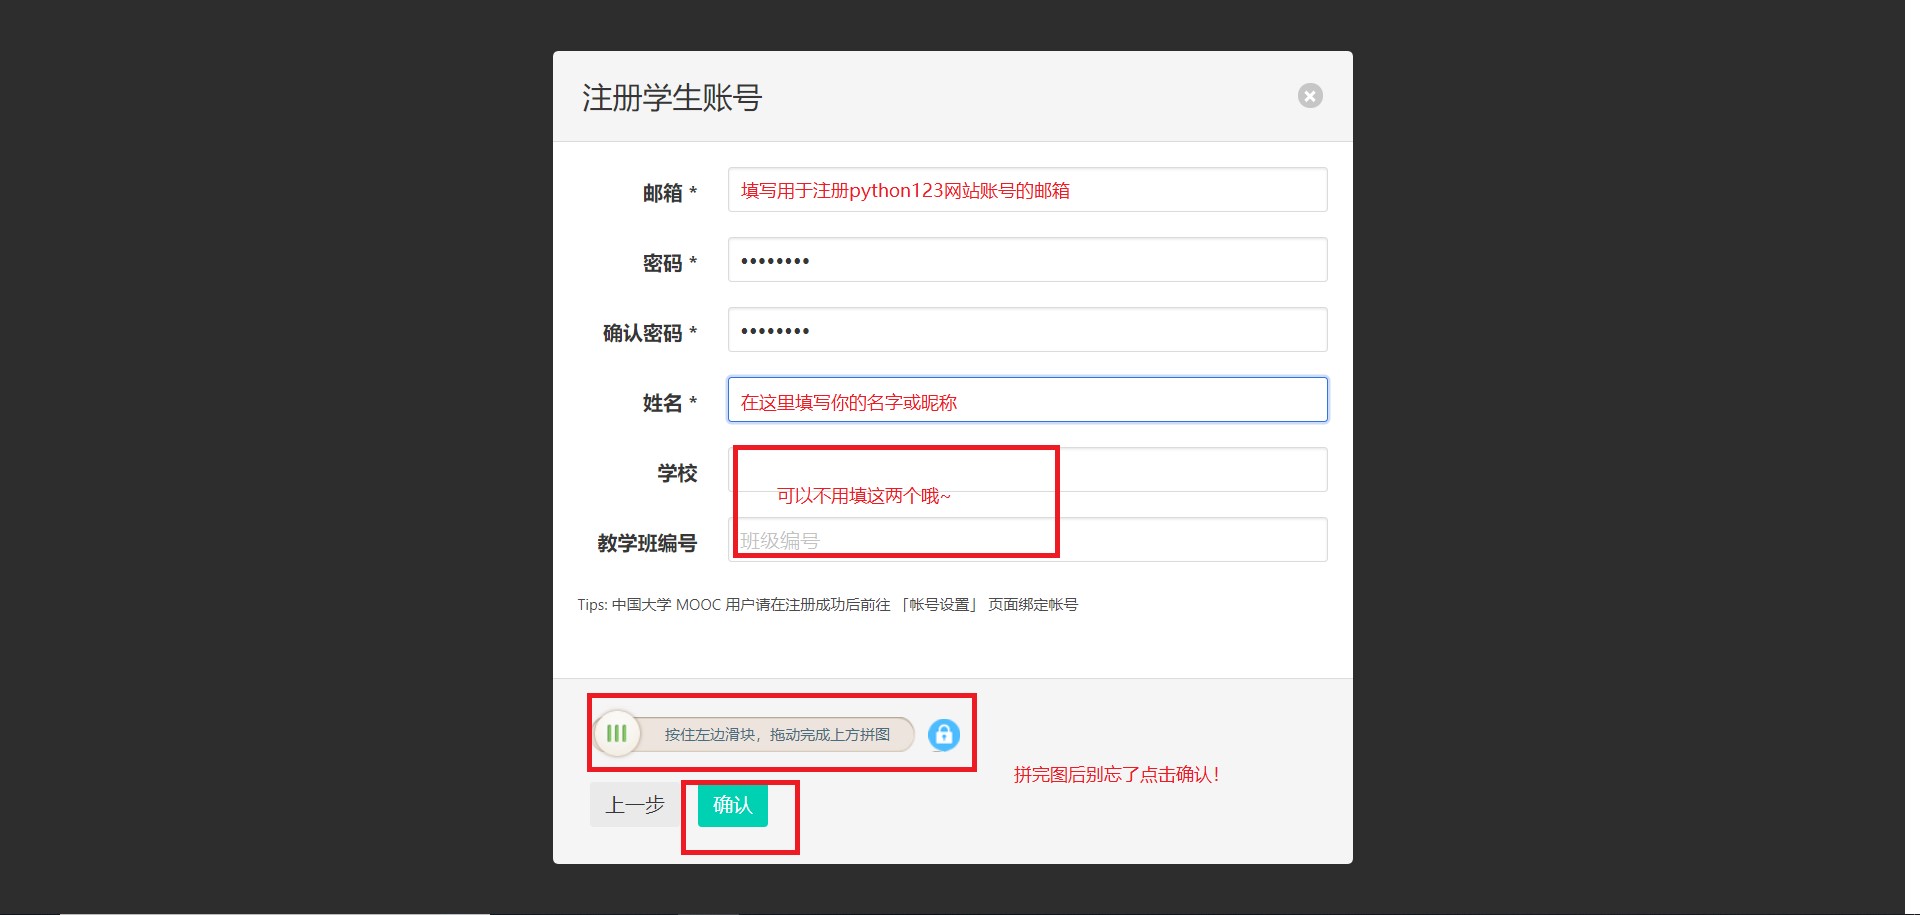 注册学生账号
邮箱 * 填写用于注册python123网站账号的邮箱
密码 * ••••••••
确认密码 * ••••••••
姓名 * 在这里填写你的名字或昵称
学校
可以不用填这两个哦~
教学班编号 班级编号
Tips: 中国大学 MOOC 用户请在注册成功后前往 「帐号设置」 页面绑定帐号
按住左边滑块，拖动完成上方拼图
拼完图后别忘了点击确认！
上一步 确认